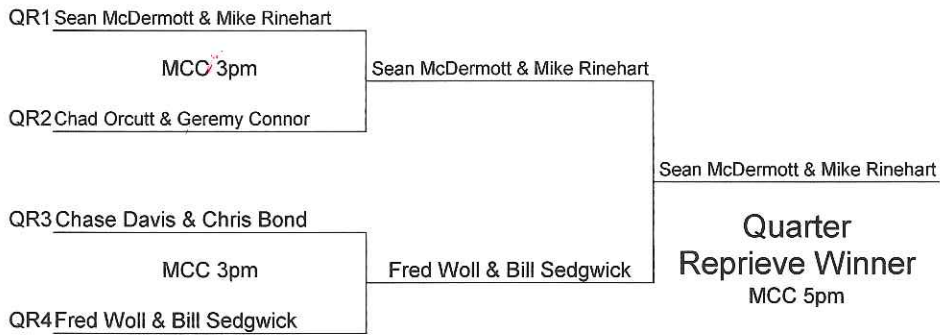 QR1 Sean McDermott & Mike Rinehart
MCC 3pm
Sean McDermott & Mike Rinehart
QR2 Chad Orcutt & Geremy Connor
Sean McDermott & Mike Rinehart
QR3 Chase Davis & Chris Bond
Quarter
Reprieve Winner
MCC 5pm
MCC 3pm
Fred Woll & Bill Sedgwick
QR4 Fred Woll & Bill Sedgwick